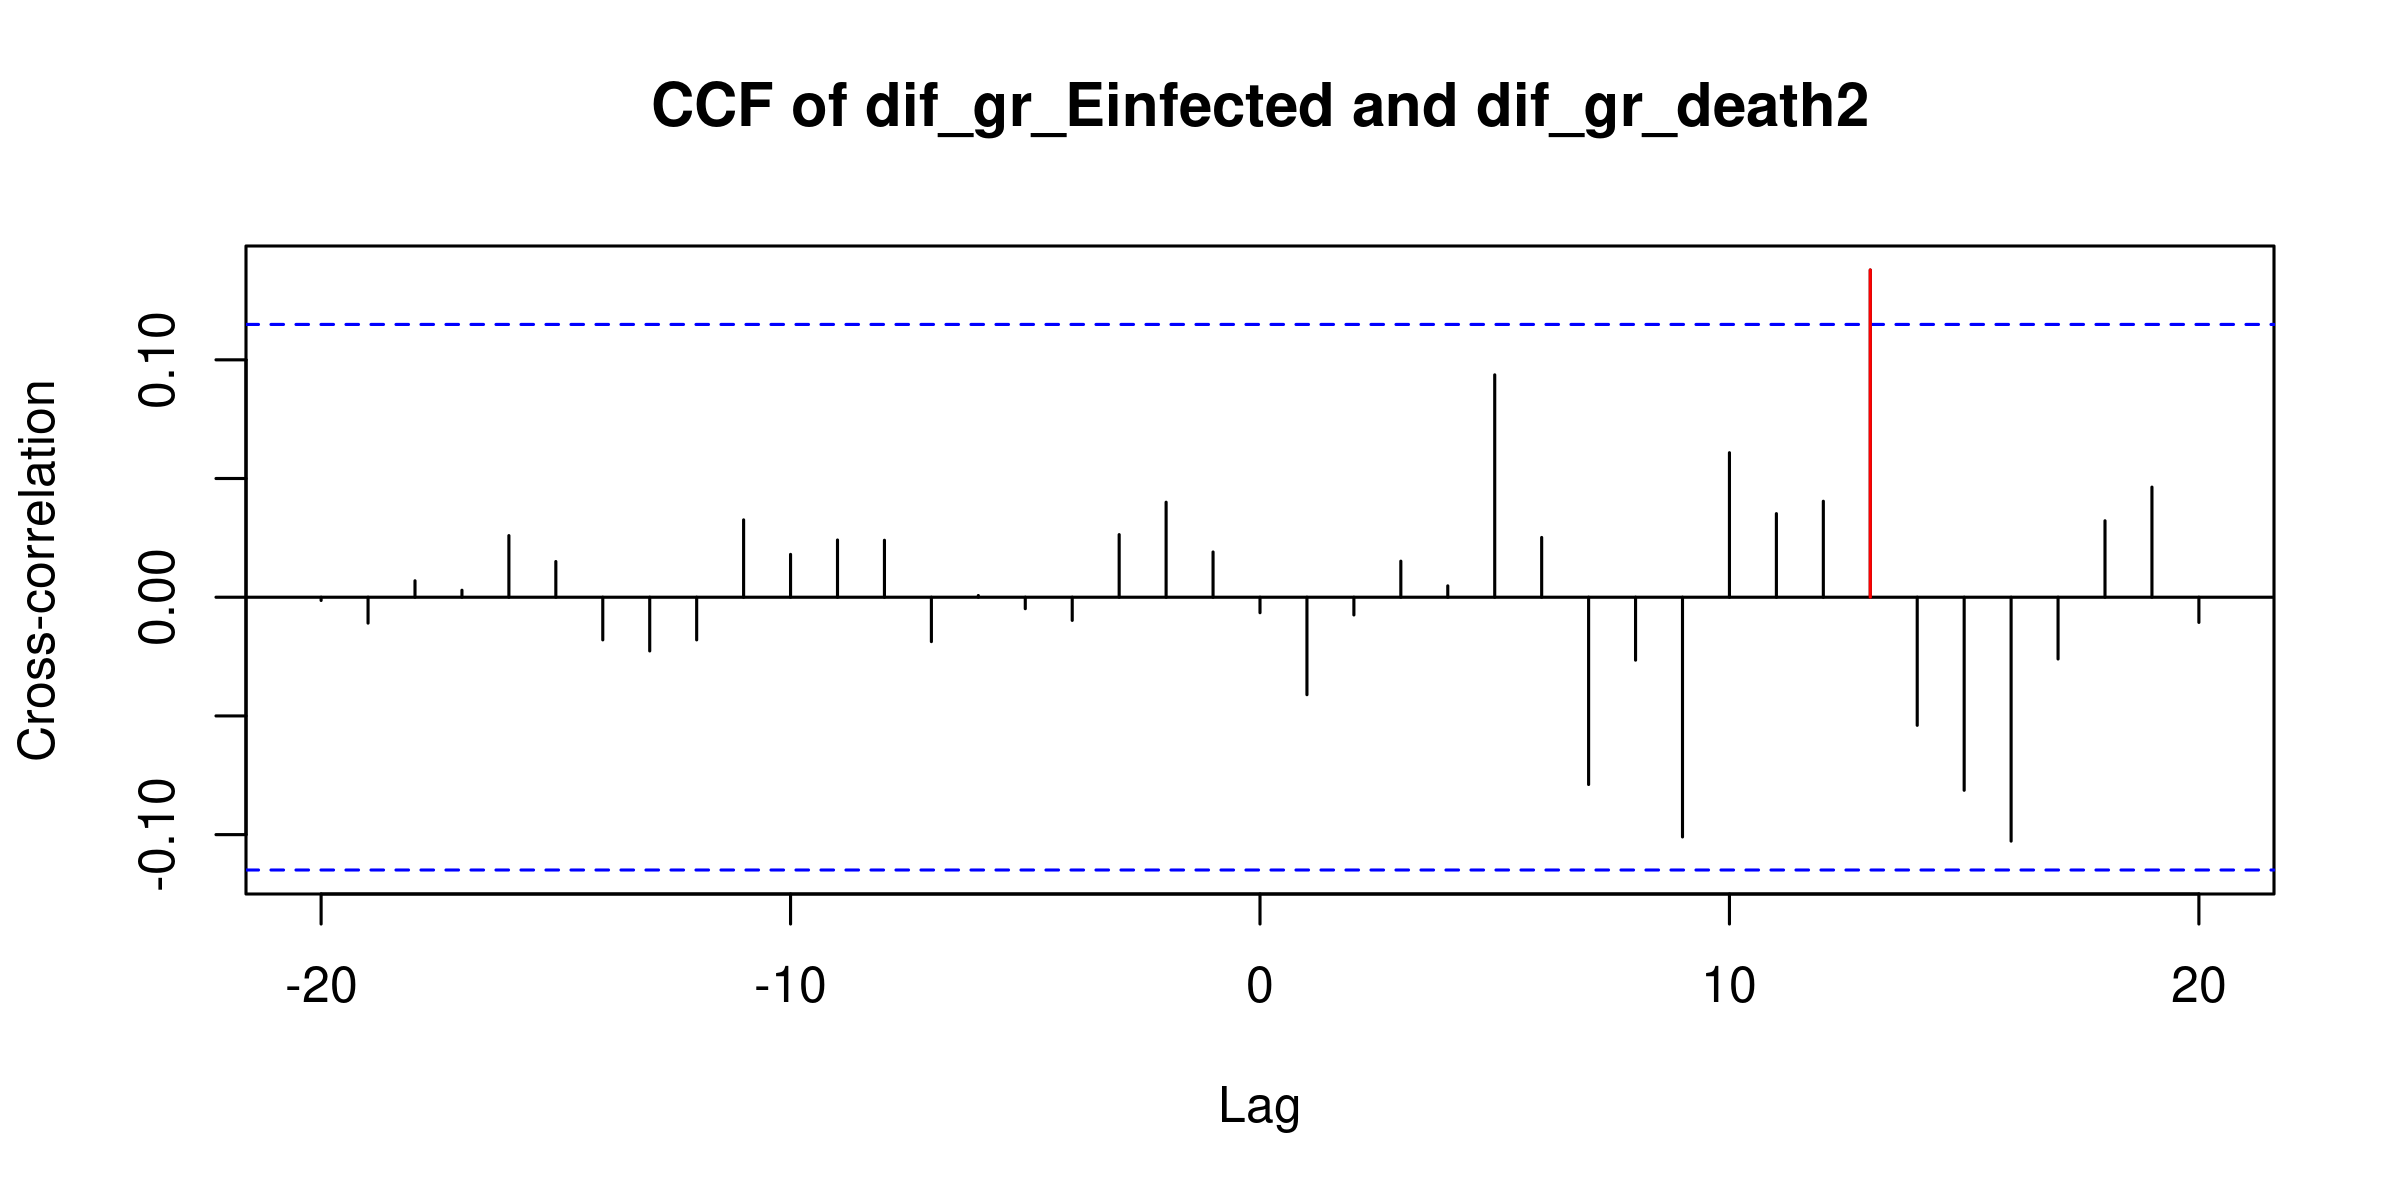 CCF of dif_gr_Einfected and dif_gr_death2
Cross-correlation
0.10
0.00
-0.10
-20 -10 0 10 20
Lag